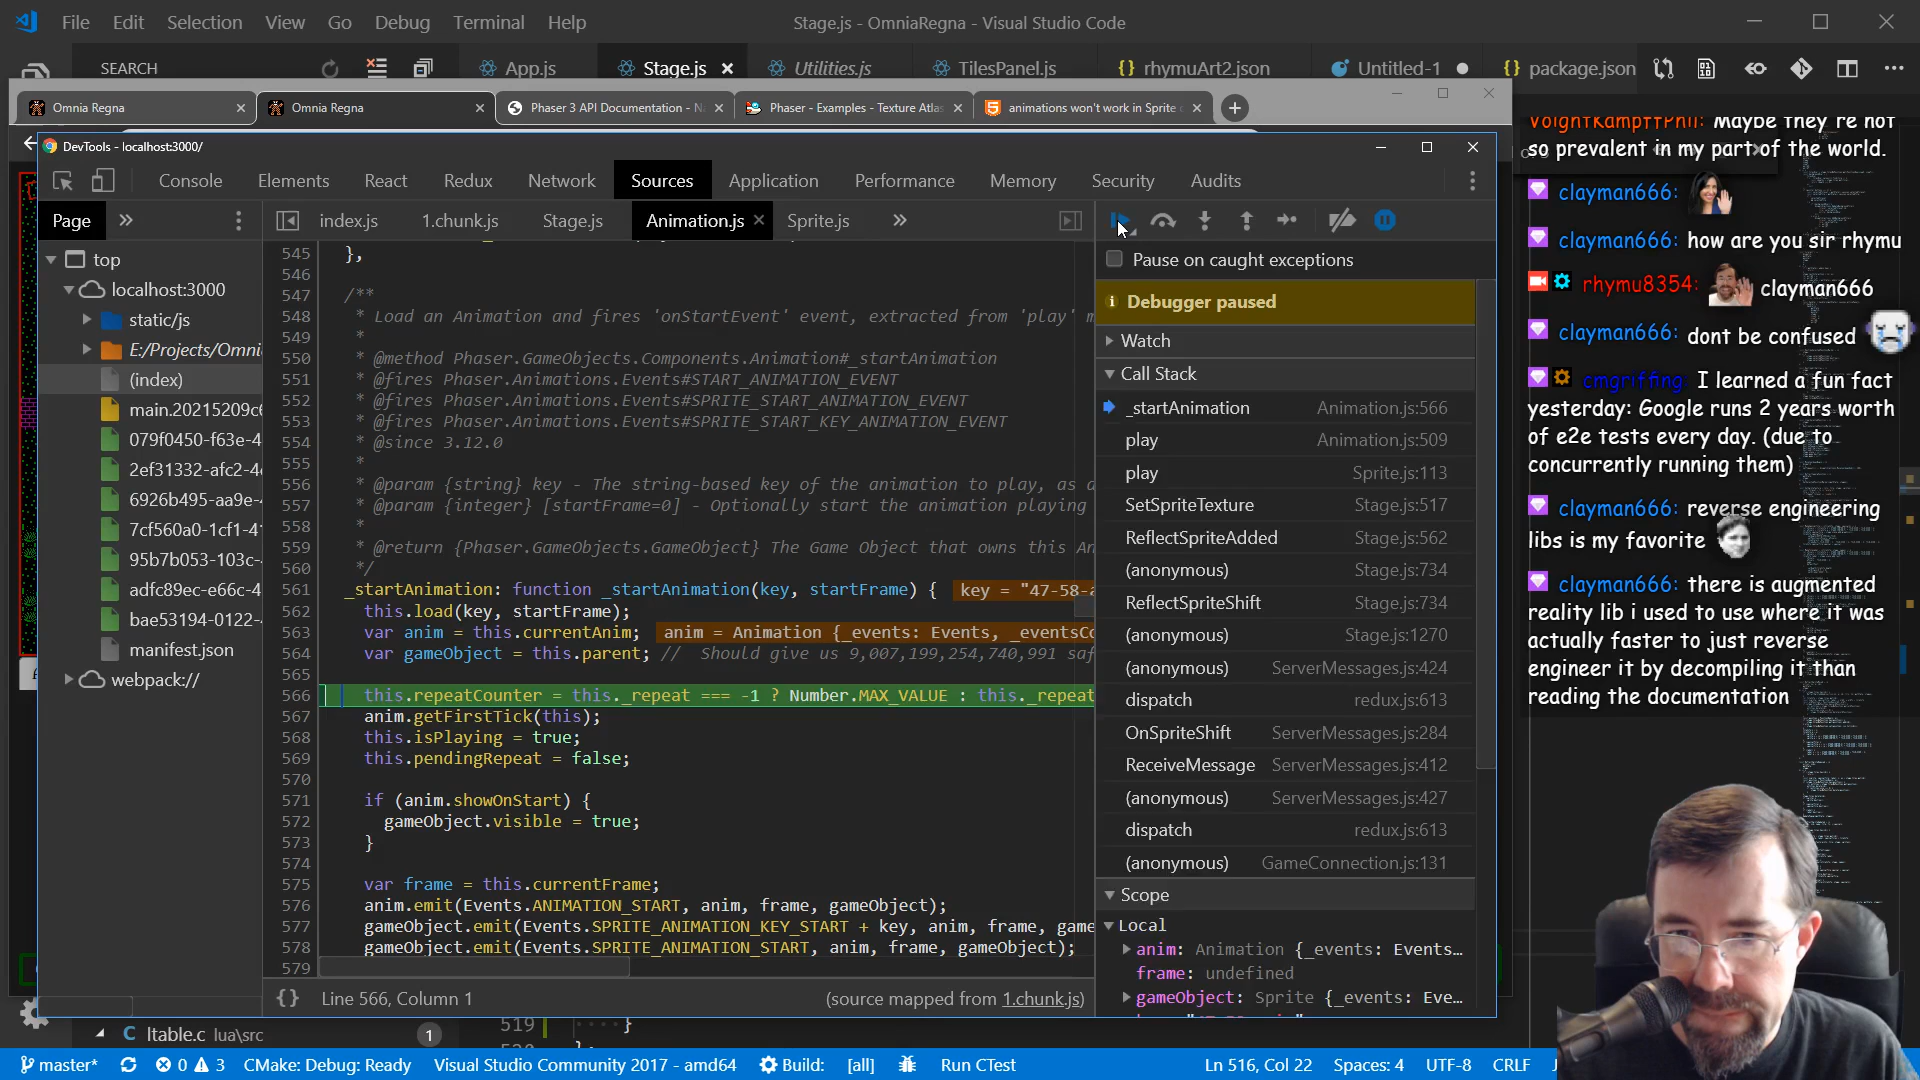 File Edit Selection View Go Debug Terminal Help
Stage.js - OmniaRegna - Visual Studio Code
SEARCH
App.js
Stage.js
Utilities.js
TilesPanel.js
{} rhymuArt2.json
Untitled-1
{} package.json
Omnia Regna
Omnia Regna
Phaser 3 API Documentation - N
Phaser - Examples - Texture Atlas
animations won't work in Sprite
DevTools - localhost:3000/
Console Elements React Redux Network Sources Application Performance Memory Security Audits
Page
index.js
1.chunk.js
Stage.js
Animation.js
Sprite.js
top
localhost:3000
static/js
E:/Projects/Omni
(index)
main.20215209c
079f0450-f63e-4
2ef31332-afc2-4
6926b495-aa9e-
7cf560a0-1cf1-4
95b7b053-103c-
adfc89ec-e66c-4
bae53194-0122-
manifest.json
webpack://
545 },
546
547 /**
548 * Load an Animation and fires 'onStartEvent' event, extracted from 'play' m
549 *
550 * @method Phaser.GameObjects.Components.Animation#_startAnimation
551 * @fires Phaser.Animations.Events#START_ANIMATION_EVENT
552 * @fires Phaser.Animations.Events#SPRITE_START_ANIMATION_EVENT
553 * @fires Phaser.Animations.Events#SPRITE_START_KEY_ANIMATION_EVENT
554 * @since 3.12.0
555 *
556 * @param {string} key - The string-based key of the animation to play, as d
557 * @param {integer} [startFrame=0] - Optionally start the animation playing
558 *
559 * @return {Phaser.GameObjects.GameObject} The Game Object that owns this An
560 */
561 _startAnimation: function _startAnimation(key, startFrame) { key = "47-58-a
562 this.load(key, startFrame);
563 var anim = this.currentAnim; anim = Animation {_events: Events, _eventsCo
564 var gameObject = this.parent; // Should give us 9,007,199,254,740,991 saf
565
566 this.repeatCounter = this._repeat === -1 ? Number.MAX_VALUE : this._repeat
567 anim.getFirstTick(this);
568 this.isPlaying = true;
569 this.pendingRepeat = false;
570
571 if (anim.showOnStart) {
572 gameObject.visible = true;
573 }
574
575 var frame = this.currentFrame;
576 anim.emit(Events.ANIMATION_START, anim, frame, gameObject);
577 gameObject.emit(Events.SPRITE_ANIMATION_KEY_START + key, anim, frame, game
578 gameObject.emit(Events.SPRITE_ANIMATION_START, anim, frame, gameObject);
579
{} Line 566, Column 1
(source mapped from 1.chunk.js)
Pause on caught exceptions
Debugger paused
Watch
Call Stack
_startAnimation Animation.js:566
play Animation.js:509
play Sprite.js:113
SetSpriteTexture Stage.js:517
ReflectSpriteAdded Stage.js:562
(anonymous) Stage.js:734
ReflectSpriteShift Stage.js:734
(anonymous) Stage.js:1270
(anonymous) ServerMessages.js:424
dispatch redux.js:613
OnSpriteShift ServerMessages.js:284
ReceiveMessage ServerMessages.js:412
(anonymous) ServerMessages.js:427
dispatch redux.js:613
(anonymous) GameConnection.js:131
Scope
Local
anim: Animation {_events: Events…
frame: undefined
gameObject: Sprite {_events: Eve…
VoightKampffPhil: Maybe they're not
so prevalent in my part of the world.
clayman666:
clayman666: how are you sir rhymu
rhymu8354: clayman666
clayman666: dont be confused
cmgriffing: I learned a fun fact
yesterday: Google runs 2 years worth
of e2e tests every day. (due to
concurrently running them)
clayman666: reverse engineering
libs is my favorite
clayman666: there is augmented
reality lib i used to use where it was
actually faster to just reverse
engineer it by decompiling it than
reading the documentation
C ltable.c lua\src 1
519 }
master* 0 3 CMake: Debug: Ready Visual Studio Community 2017 - amd64 Build: [all] Run CTest
Ln 516, Col 22 Spaces: 4 UTF-8 CRLF